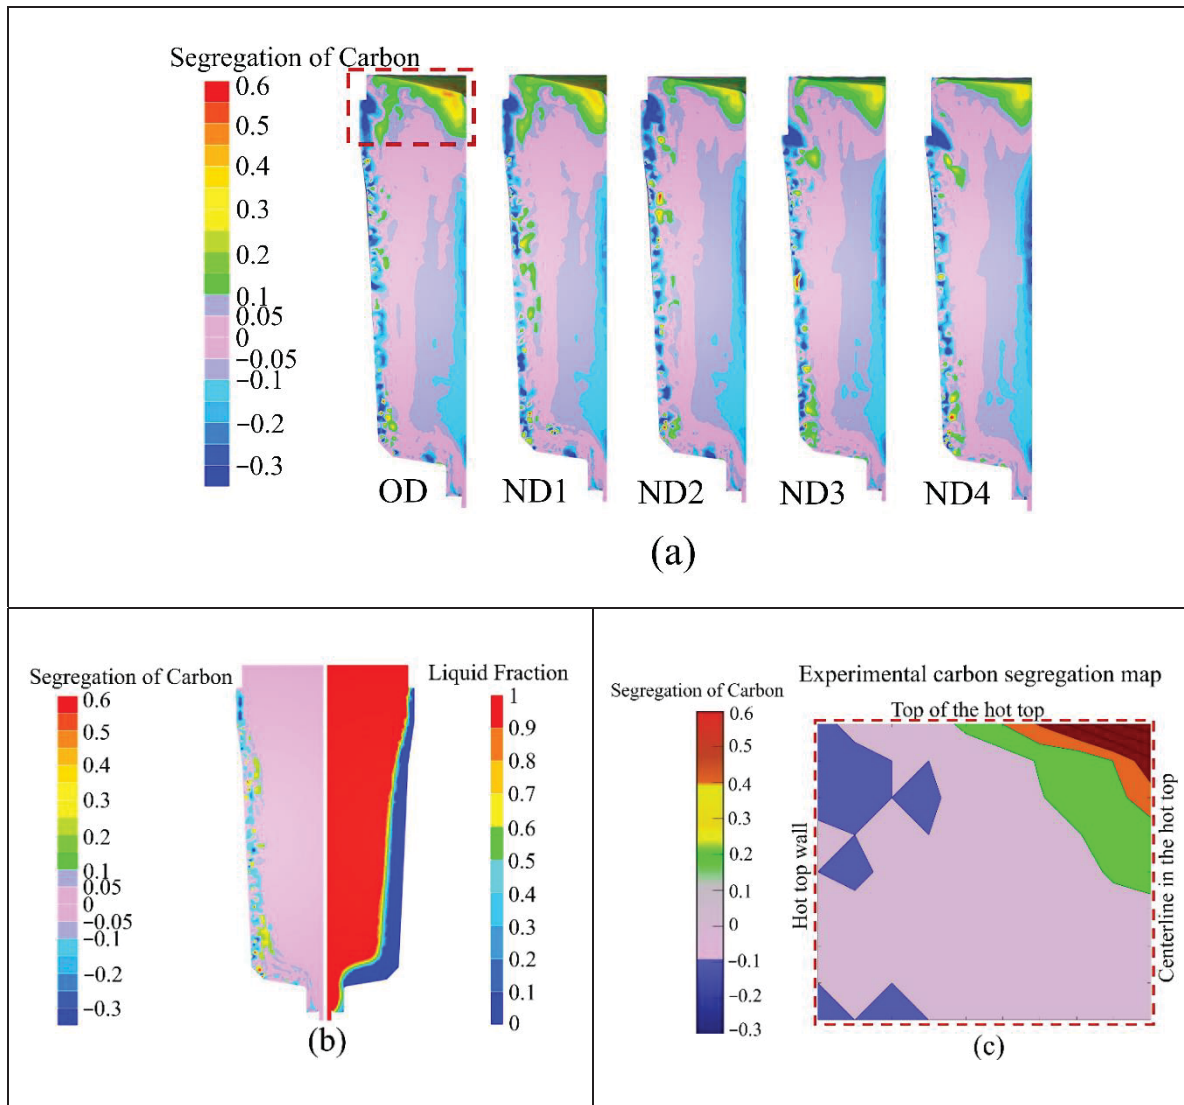 Segregation of Carbon
0.6
0.5
0.4
0.3
0.2
0.1
0.05
0
−0.05
−0.1
−0.2
−0.3
OD
ND1
ND2
ND3
ND4
(a)
Segregation of Carbon
0.6
0.5
0.4
0.3
0.2
0.1
0.05
0
−0.05
−0.1
−0.2
−0.3
Liquid Fraction
1
0.9
0.8
0.7
0.6
0.5
0.4
0.3
0.2
0.1
0
(b)
Experimental carbon segregation map
Segregation of Carbon
Top of the hot top
0.6
0.5
0.4
0.3
0.2
0.1
0
−0.1
−0.2
−0.3
Hot top wall
Centerline in the hot top
(c)